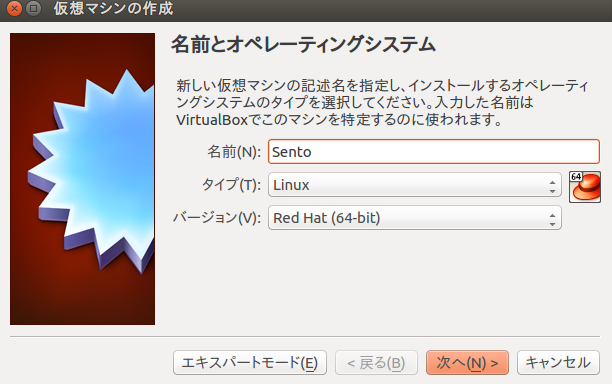 仮想マシンの作成
名前とオペレーティングシステム
新しい仮想マシンの記述名を指定し、インストールするオペレーティ
ングシステムのタイプを選択してください。入力した名前は
VirtualBoxでこのマシンを特定するのに使われます。
名前(N): Sento
タイプ(T): Linux
64
バージョン(V): Red Hat (64-bit)
エキスパートモード(E) < 戻る(B) 次へ(N) > キャンセル